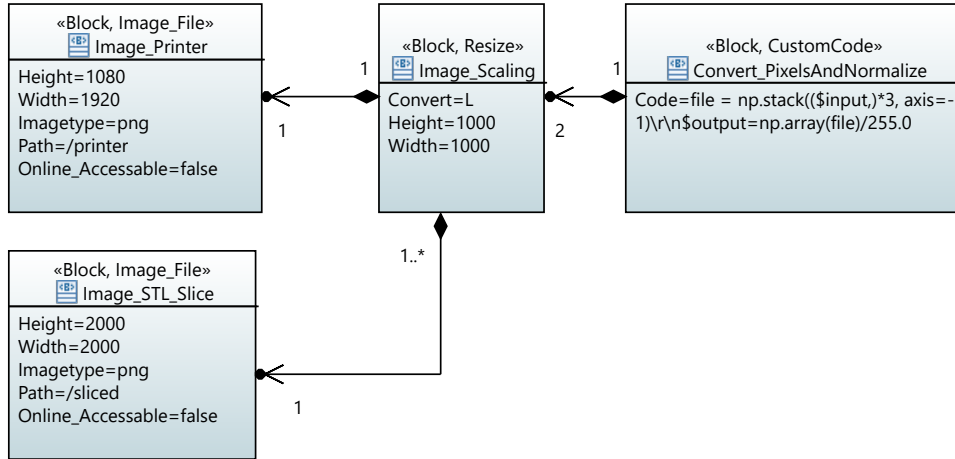 «Block, Image_File»
Image_Printer
Height=1080
Width=1920
Imagetype=png
Path=/printer
Online_Accessable=false
1
1
«Block, Resize»
Image_Scaling
Convert=L
Height=1000
Width=1000
1
2
«Block, CustomCode»
Convert_PixelsAndNormalize
Code=file = np.stack(($input,)*3, axis=-
1)\r\n$output=np.array(file)/255.0
1..*
1
«Block, Image_File»
Image_STL_Slice
Height=2000
Width=2000
Imagetype=png
Path=/sliced
Online_Accessable=false